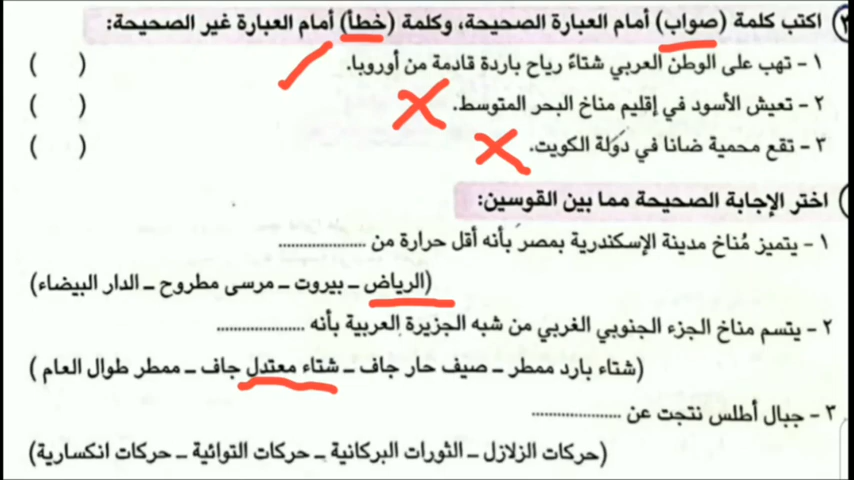 ٢ اكتب كلمة (صواب) أمام العبارة الصحيحة، وكلمة (خطأ) أمام العبارة غير الصحيحة:
١ - تهب على الوطن العربي شتاءً رياح باردة قادمة من أوروبا. ( )
٢ - تعيش الأسود في إقليم مناخ البحر المتوسط. ( )
٣ - تقع محمية ضانا في دولة الكويت. ( )
اختر الإجابة الصحيحة مما بين القوسين:
١ - يتميز مُناخ مدينة الإسكندرية بمصر بأنه أقل حرارة من ..................
(الرياض – بيروت – مرسى مطروح – الدار البيضاء)
٢ - يتسم مناخ الجزء الجنوبي الغربي من شبه الجزيرة العربية بأنه ..................
(شتاء بارد ممطر – صيف حار جاف – شتاء معتدل جاف – ممطر طوال العام )
٣ - جبال أطلس نتجت عن ..................
(حركات الزلازل – الثورات البركانية – حركات التوائية – حركات انكسارية)